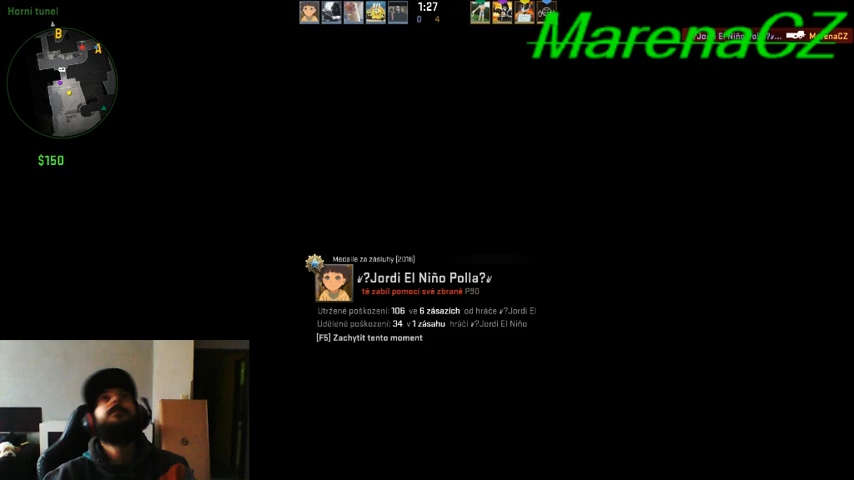 Horní tunel
B
A
1:27
0 4
MarenaCZ
MarenaCZ
$150
Medaile za zásluhy [2016]
?Jordi El Niño Polla?
tě zabil pomocí své zbraně P90
Utržené poškození: 106 ve 6 zásazích od hráče ?Jordi El
Udělené poškození: 34 v 1 zásahu hráči ?Jordi El Niño
[F5] Zachytit tento moment